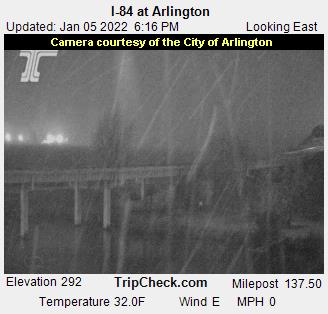 I-84 at Arlington
Updated: Jan 05 2022 6:16 PM Looking East
Camera courtesy of the City of Arlington
Elevation 292 TripCheck.com Milepost 137.50
Temperature 32.0F Wind E MPH 0